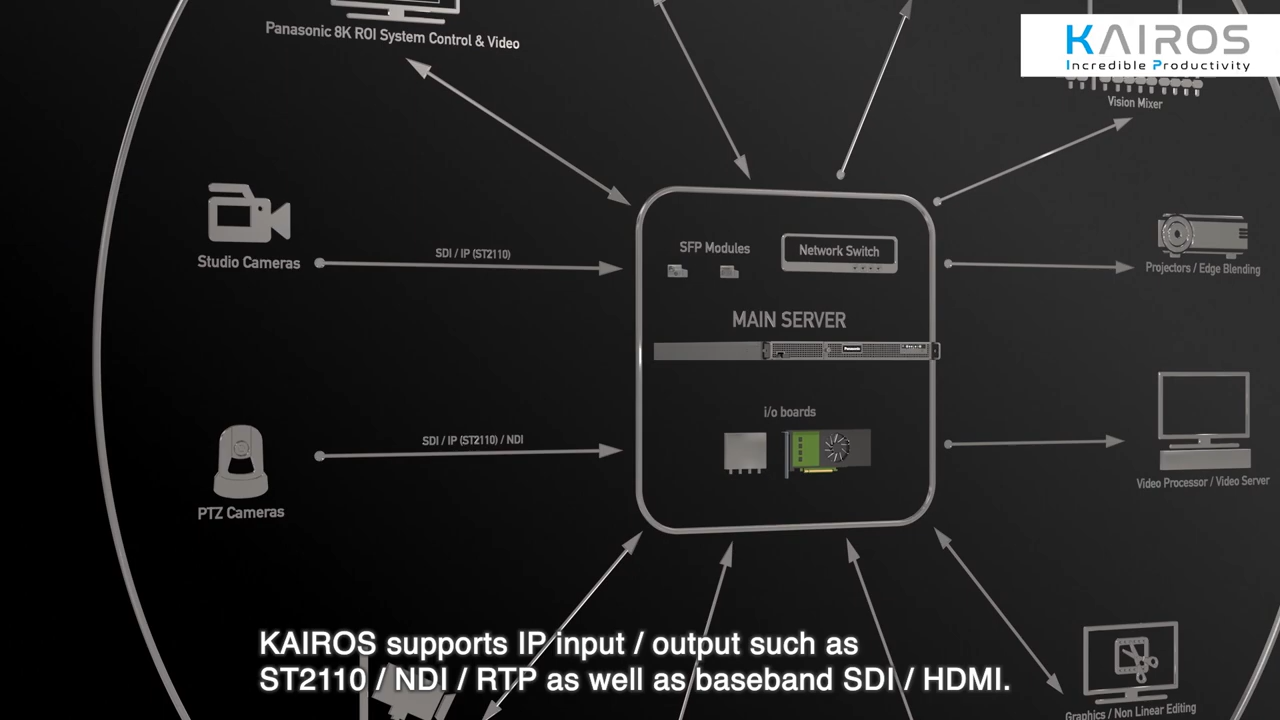 Panasonic 8K ROI System Control & Video
KAIROS
Incredible Productivity
Vision Mixer
Studio Cameras
SDI / IP (ST2110)
SFP Modules
Network Switch
Projectors / Edge Blending
MAIN SERVER
Panasonic
i/o boards
SDI / IP (ST2110) / NDI
PTZ Cameras
Video Processor / Video Server
KAIROS supports IP input / output such as
ST2110 / NDI / RTP as well as baseband SDI / HDMI.
Graphics / Non Linear Editing